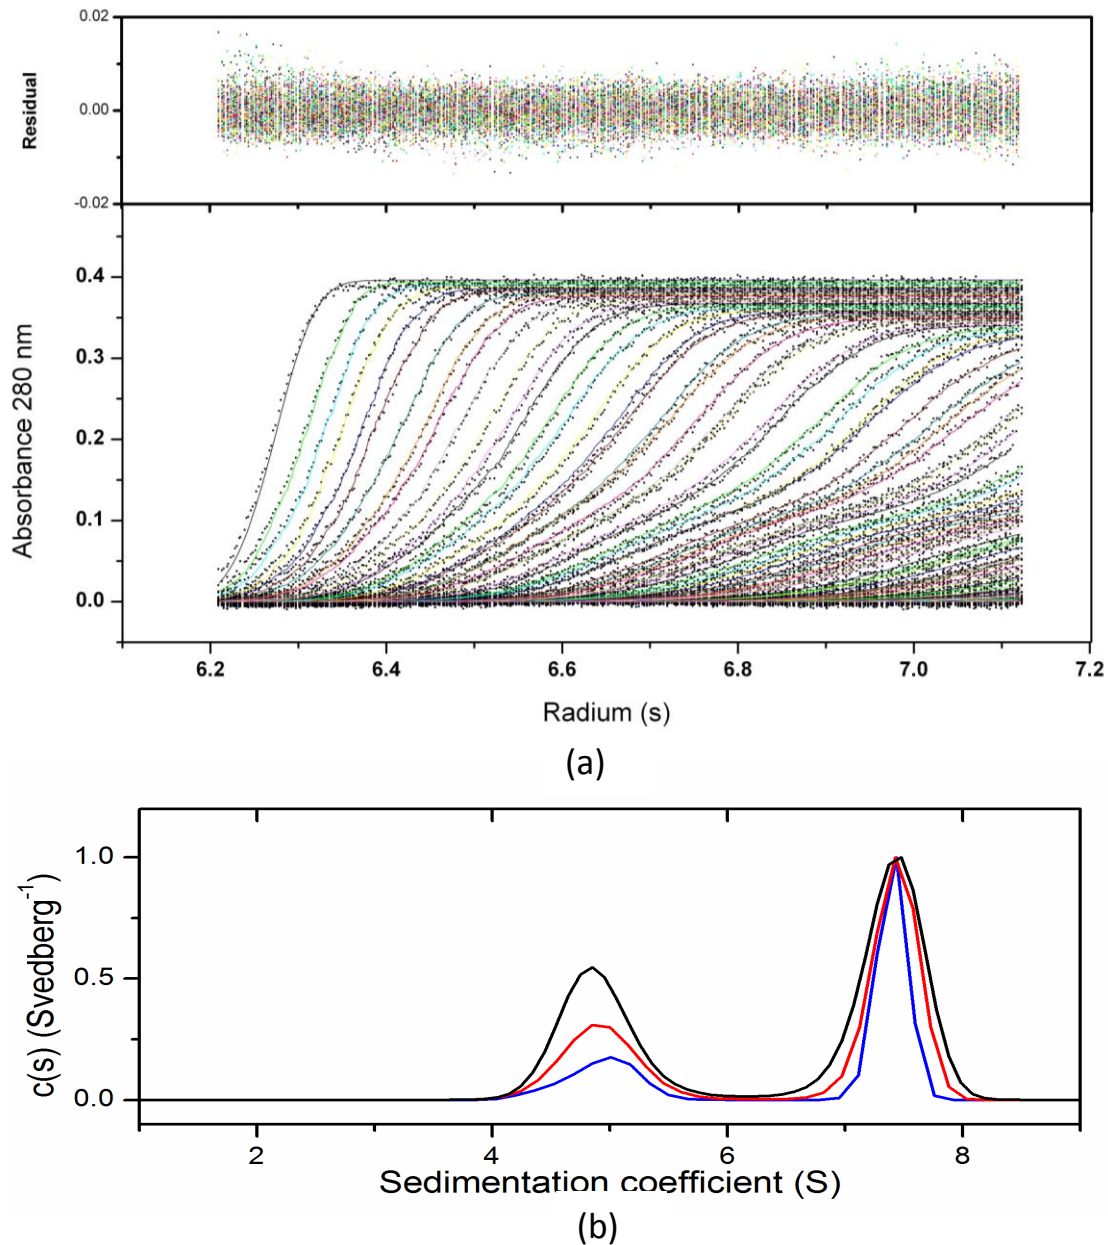 0.02
0.00
-0.02
Residual
0.4
0.3
0.2
0.1
0.0
Absorbance 280 nm
6.2 6.4 6.6 6.8 7.0 7.2
Radium (s)
(a)
1.0
0.5
0.0
c(s) (Svedberg-1)
2 4 6 8
Sedimentation coefficient (S)
(b)